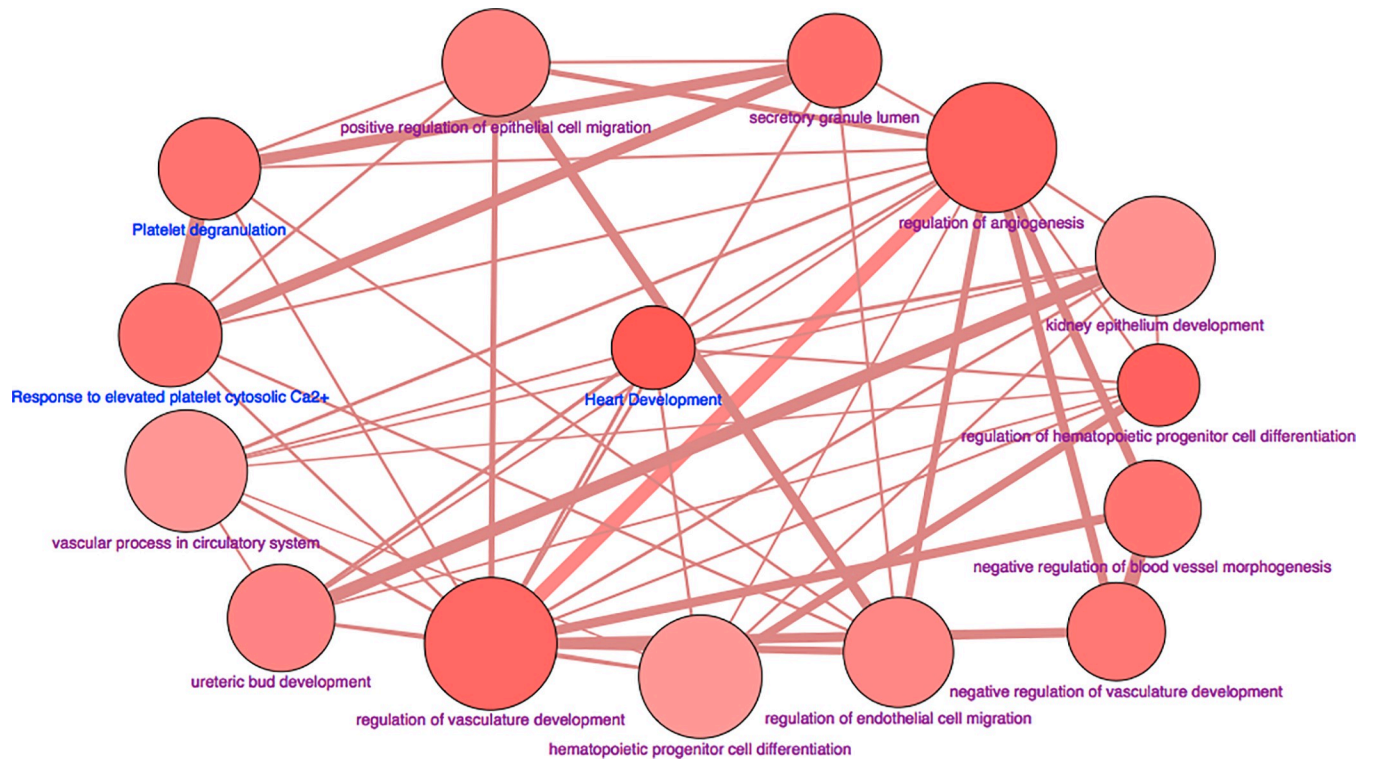 positive regulation of epithelial cell migration
secretory granule lumen
Platelet degranulation
regulation of angiogenesis
kidney epithelium development
Response to elevated platelet cytosolic Ca2+
Heart Development
regulation of hematopoietic progenitor cell differentiation
vascular process in circulatory system
negative regulation of blood vessel morphogenesis
ureteric bud development
negative regulation of vasculature development
regulation of vasculature development
regulation of endothelial cell migration
hematopoietic progenitor cell differentiation